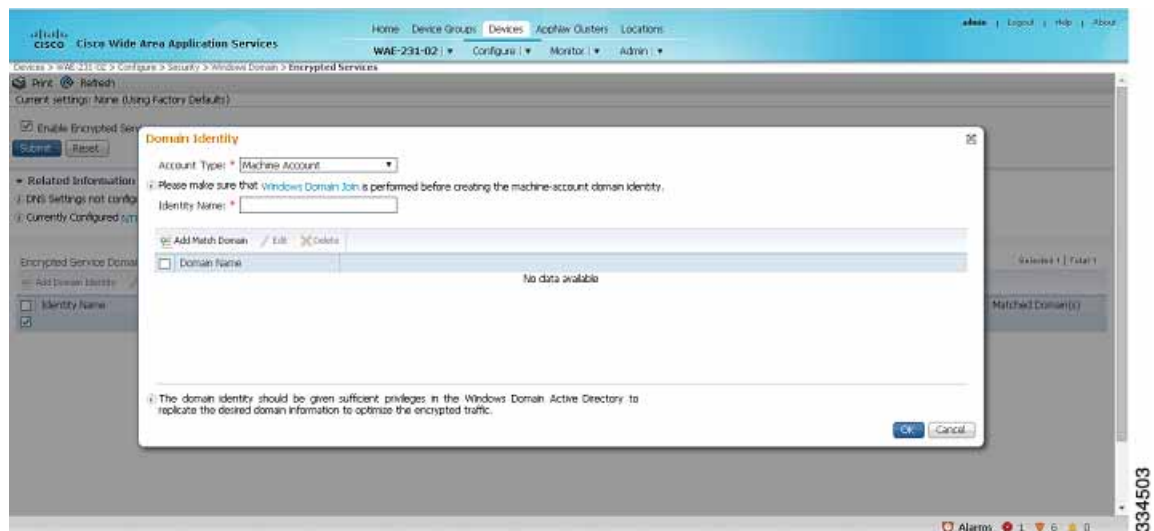 Home Device Groups Devices AppNav Clusters Locations
admin | Logout | Help | About
cisco Cisco Wide Area Application Services
WAE-231-02 Configure Monitor Admin
Devices > WAE-231-02 > Configure > Security > Windows Domain > Encrypted Services
Print Refresh
Current settings: None (Using Factory Defaults)
Enable Encrypted Serv
Submit Reset
Domain Identity
Account Type: * Machine Account
Related Information
Please make sure that Windows Domain Join is performed before creating the machine-account domain identity.
DNS Settings not config
Identity Name: *
Currently Configured NT
Add Match Domain Edit Delete
Encrypted Service Domai
Domain Name
Selected 1 | Total 1
Add Domain Identity
No data available
Identity Name
Matched Domain(s)
The domain identity should be given sufficient privileges in the Windows Domain Active Directory to
replicate the desired domain information to optimize the encrypted traffic.
OK Cancel
Alarms 1 6 0
334503